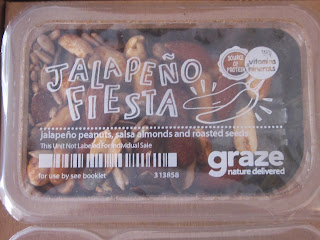 JALAPEÑO
FIESTA
SOURCE OF
PROTEIN
vitamins
minerals
jalapeño peanuts, salsa almonds and roasted seeds
This Unit Not Labeled For Individual Sale
for use by see booklet
313858
graze
nature delivered